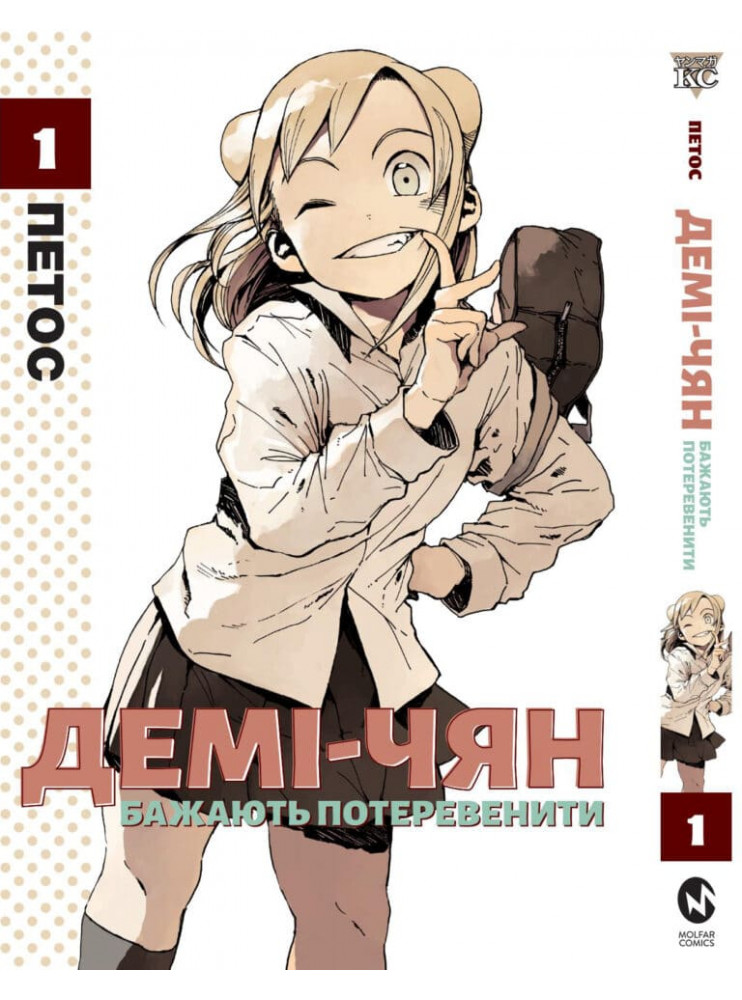 1
ПЕТОС
ДЕМІ-ЧЯН
БАЖАЮТЬ ПОТЕРЕВЕНИТИ
ヤンマガ
KC
ПЕТОС
ДЕМІ-ЧЯН
БАЖАЮТЬ
ПОТЕРЕВЕНИТИ
1
MOLFAR
COMICS